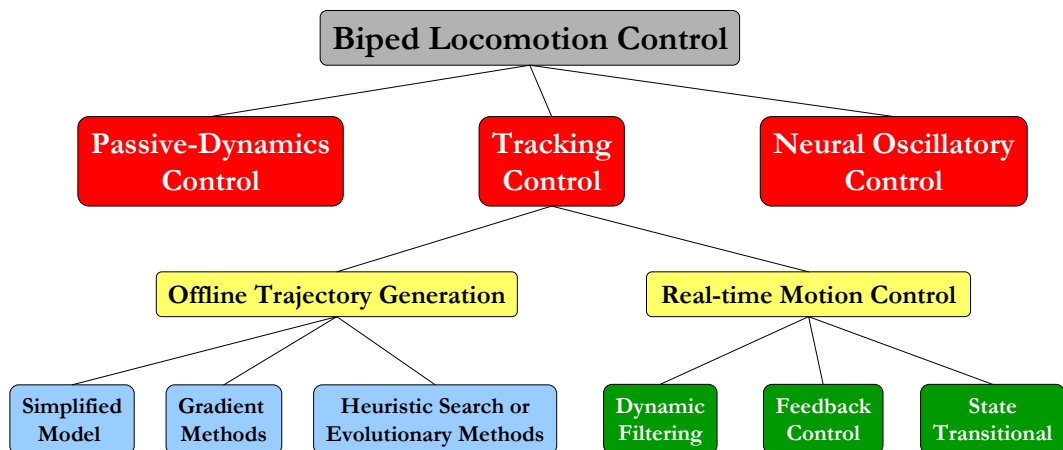 Biped Locomotion Control
Passive-Dynamics
Control
Tracking
Control
Neural Oscillatory
Control
Offline Trajectory Generation
Real-time Motion Control
Simplified
Model
Gradient
Methods
Heuristic Search or
Evolutionary Methods
Dynamic
Filtering
Feedback
Control
State
Transitional